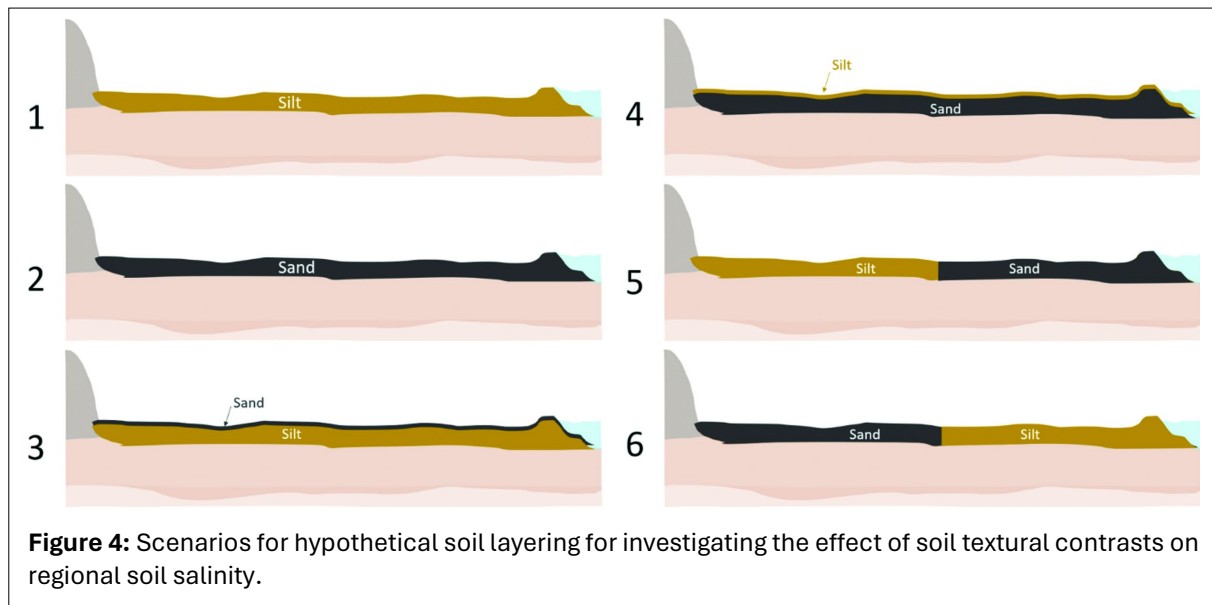 1
Silt
2
Sand
3
Sand
Silt
4
Silt
Sand
5
Silt Sand
6
Sand Silt
Figure 4: Scenarios for hypothetical soil layering for investigating the effect of soil textural contrasts on
regional soil salinity.